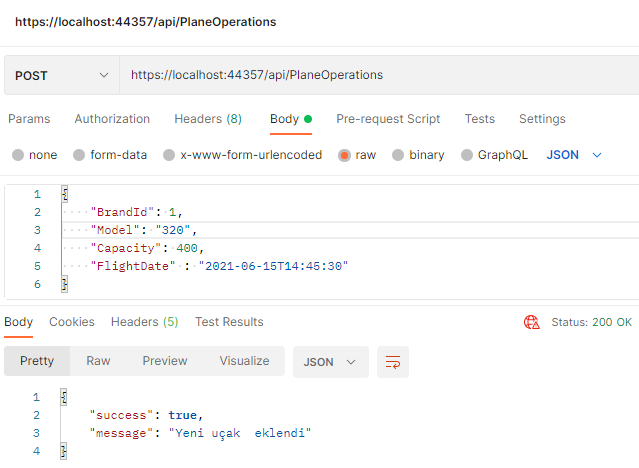 https://localhost:44357/api/PlaneOperations
POST https://localhost:44357/api/PlaneOperations
Params Authorization Headers (8) Body Pre-request Script Tests Settings
none form-data x-www-form-urlencoded raw binary GraphQL JSON
1 {
2 "BrandId": 1,
3 "Model": "320",
4 "Capacity": 400,
5 "FlightDate" : "2021-06-15T14:45:30"
6 }
Body Cookies Headers (5) Test Results Status: 200 OK
Pretty Raw Preview Visualize JSON
1 {
2 "success": true,
3 "message": "Yeni uçak  eklendi"
4 }